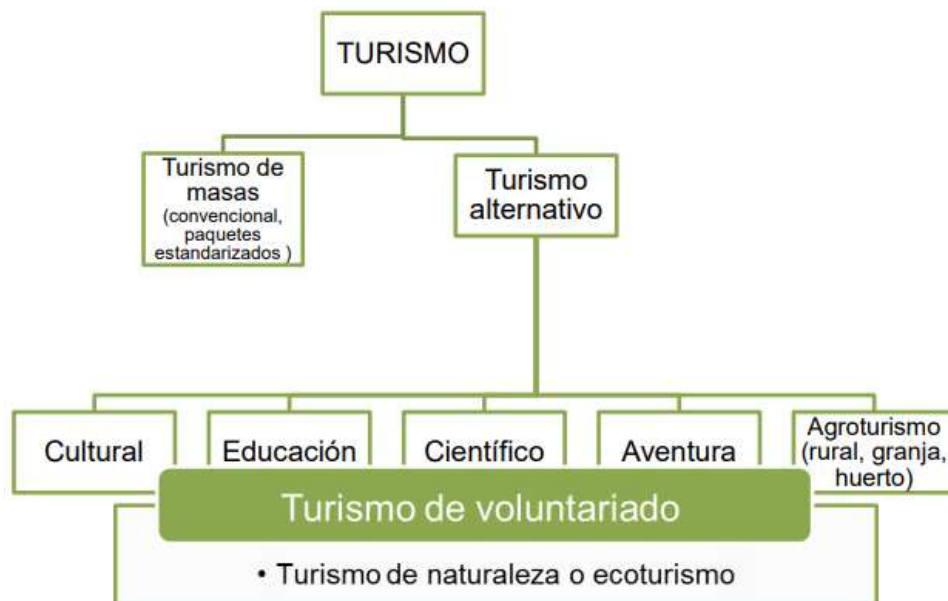 TURISMO
Turismo de
masas
(convencional,
paquetes
estandarizados )
Turismo
alternativo
Cultural
Educación
Científico
Aventura
Agroturismo
(rural, granja,
huerto)
Turismo de voluntariado
• Turismo de naturaleza o ecoturismo